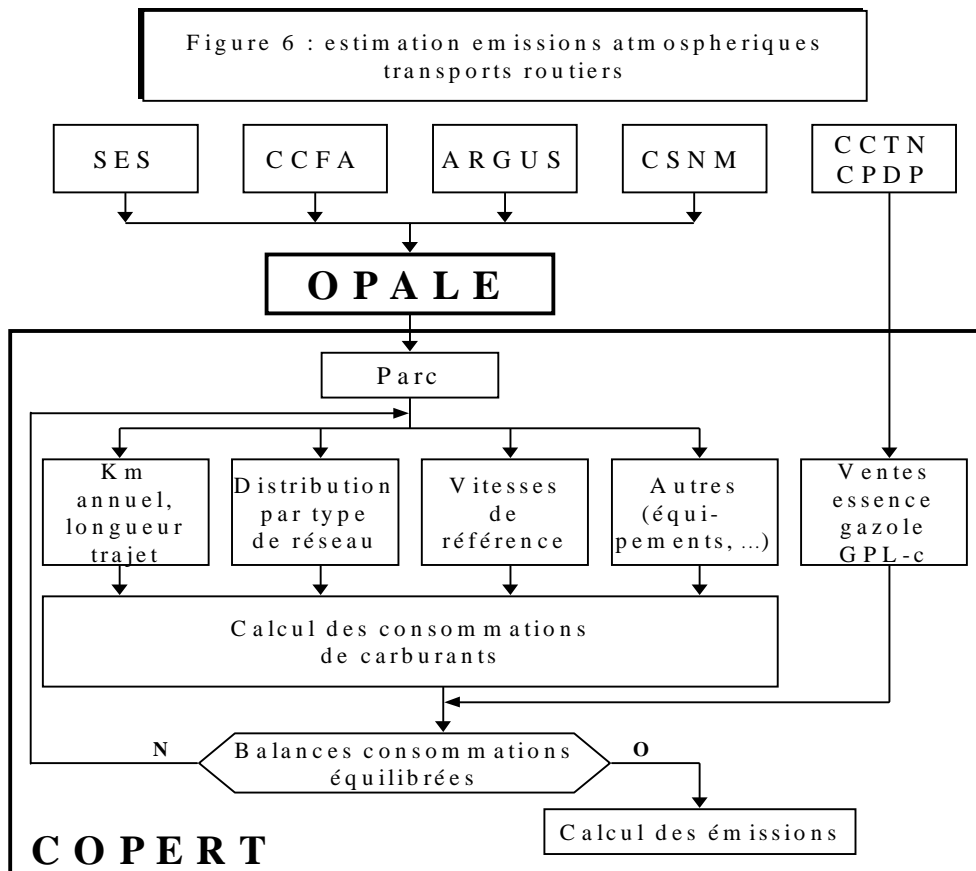 Figure 6 : estimation emissions atmospheriques
transports routiers
SES
CCFA
ARGUS
CSNM
CCTN
CPDP
OPALE
Parc
Km
annuel,
longueur
trajet
Distribution
par type
de réseau
Vitesses
de
référence
Autres
(équi-
pements, ...)
Ventes
essence
gazole
GPL-c
Calcul des consommations
de carburants
N
Balances consommations
équilibrées
O
Calcul des émissions
COPERT